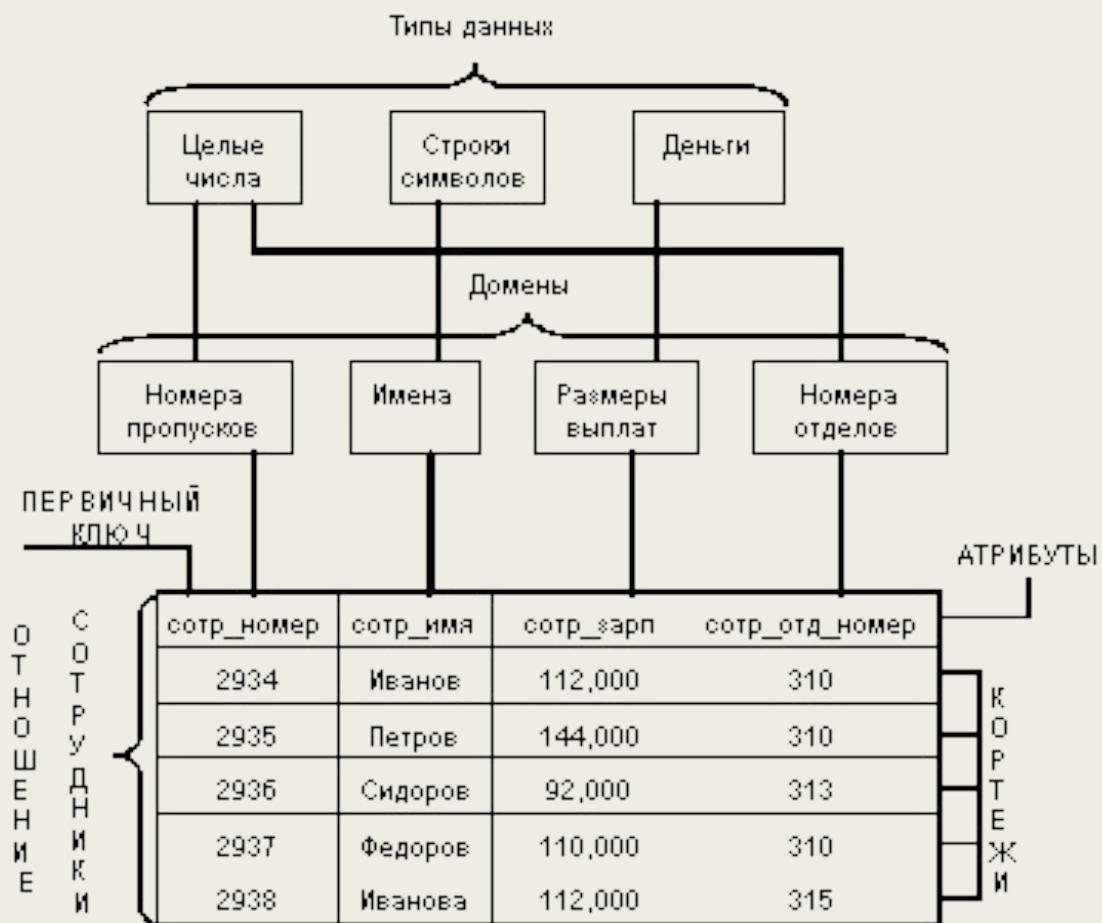 Типы данных
Целые
числа
Строки
символов
Деньги
Домены
Номера
пропусков
Имена
Размеры
выплат
Номера
отделов
ПЕРВИЧНЫЙ
КЛЮЧ
АТРИБУТЫ
ОТНОШЕНИЕ
СОТРУДНИКИ
сотр_номер сотр_имя сотр_зарп сотр_отд_номер
2934 Иванов 112,000 310
2935 Петров 144,000 310
2936 Сидоров 92,000 313
2937 Федоров 110,000 310
2938 Иванова 112,000 315
КОРТЕЖИ